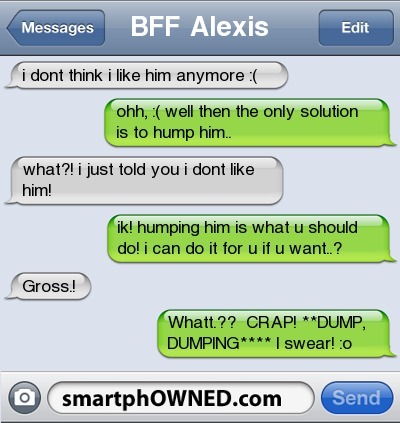 Messages
BFF Alexis
Edit
i dont think i like him anymore :(
ohh, :( well then the only solution
is to hump him..
what?! i just told you i dont like
him!
ik! humping him is what u should
do! i can do it for u if u want..?
Gross.!
Whatt.??  CRAP! **DUMP,
DUMPING**** I swear! :o
smartphOWNED.com
Send